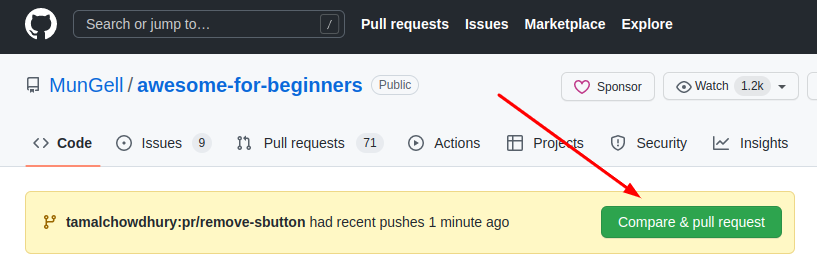 Search or jump to… / Pull requests Issues Marketplace Explore
MunGell / awesome-for-beginners Public Sponsor Watch 1.2k
Code Issues 9 Pull requests 71 Actions Projects Security Insights
tamalchowdhury:pr/remove-sbutton had recent pushes 1 minute ago Compare & pull request